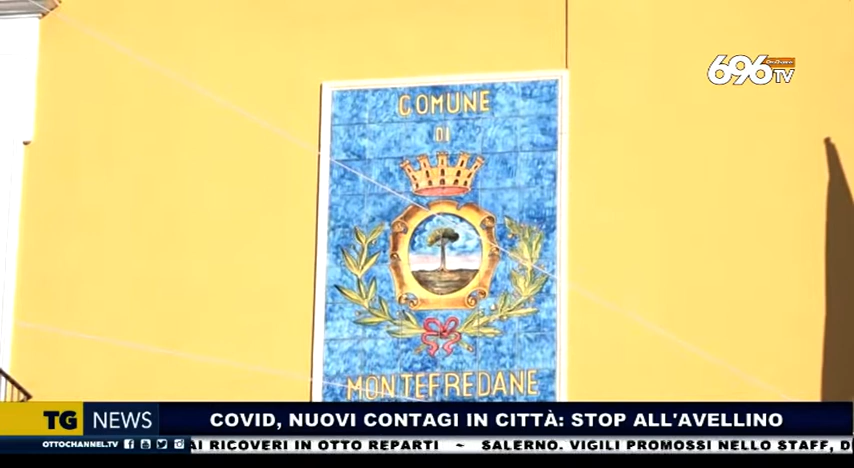 696 TV
COMUNE
DI
MONTEFREDANE
TG NEWS
COVID, NUOVI CONTAGI IN CITTÀ: STOP ALL'AVELLINO
OTTOCHANNEL.TV
AI RICOVERI IN OTTO REPARTI ~ SALERNO. VIGILI PROMOSSI NELLO STAFF, D